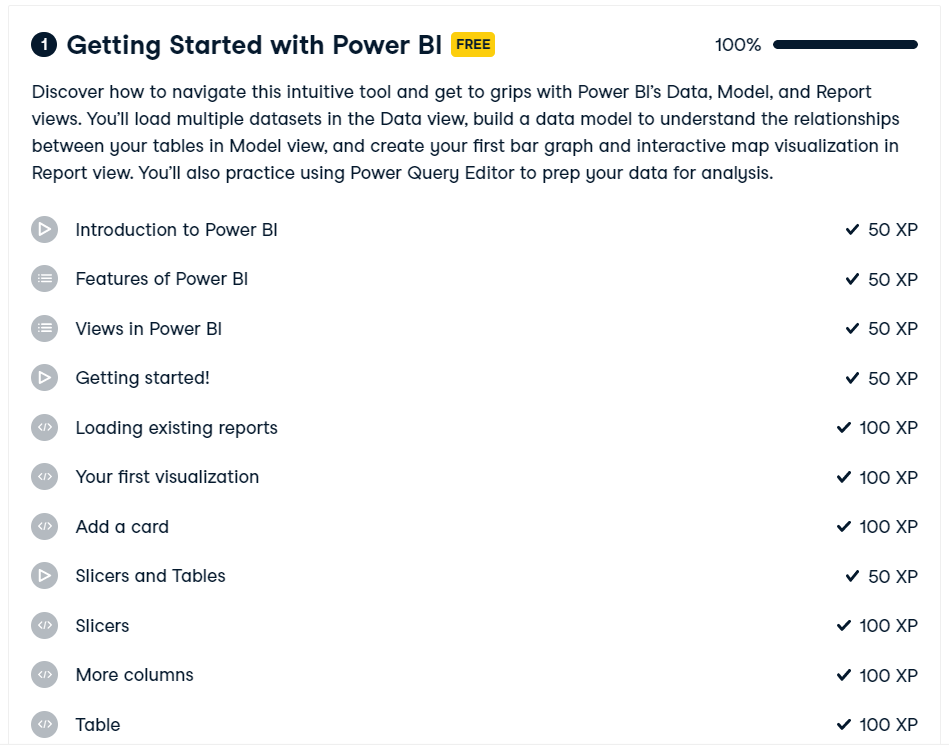 1 Getting Started with Power BI FREE 100%
Discover how to navigate this intuitive tool and get to grips with Power BI's Data, Model, and Report
views. You'll load multiple datasets in the Data view, build a data model to understand the relationships
between your tables in Model view, and create your first bar graph and interactive map visualization in
Report view. You'll also practice using Power Query Editor to prep your data for analysis.
Introduction to Power BI 50 XP
Features of Power BI 50 XP
Views in Power BI 50 XP
Getting started! 50 XP
Loading existing reports 100 XP
Your first visualization 100 XP
Add a card 100 XP
Slicers and Tables 50 XP
Slicers 100 XP
More columns 100 XP
Table 100 XP